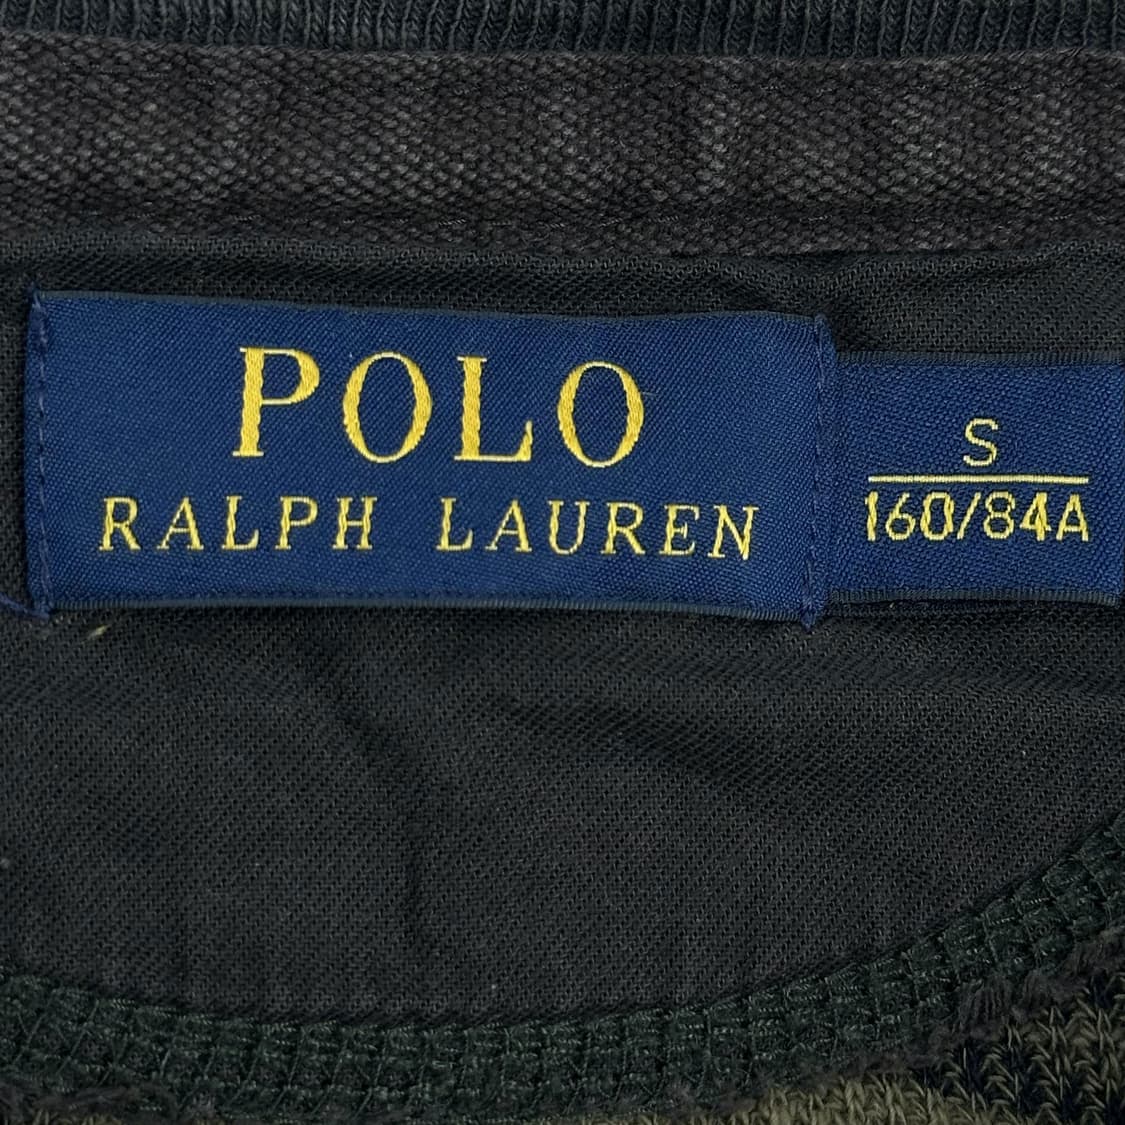 POLO
RALPH LAUREN
S
160/84A